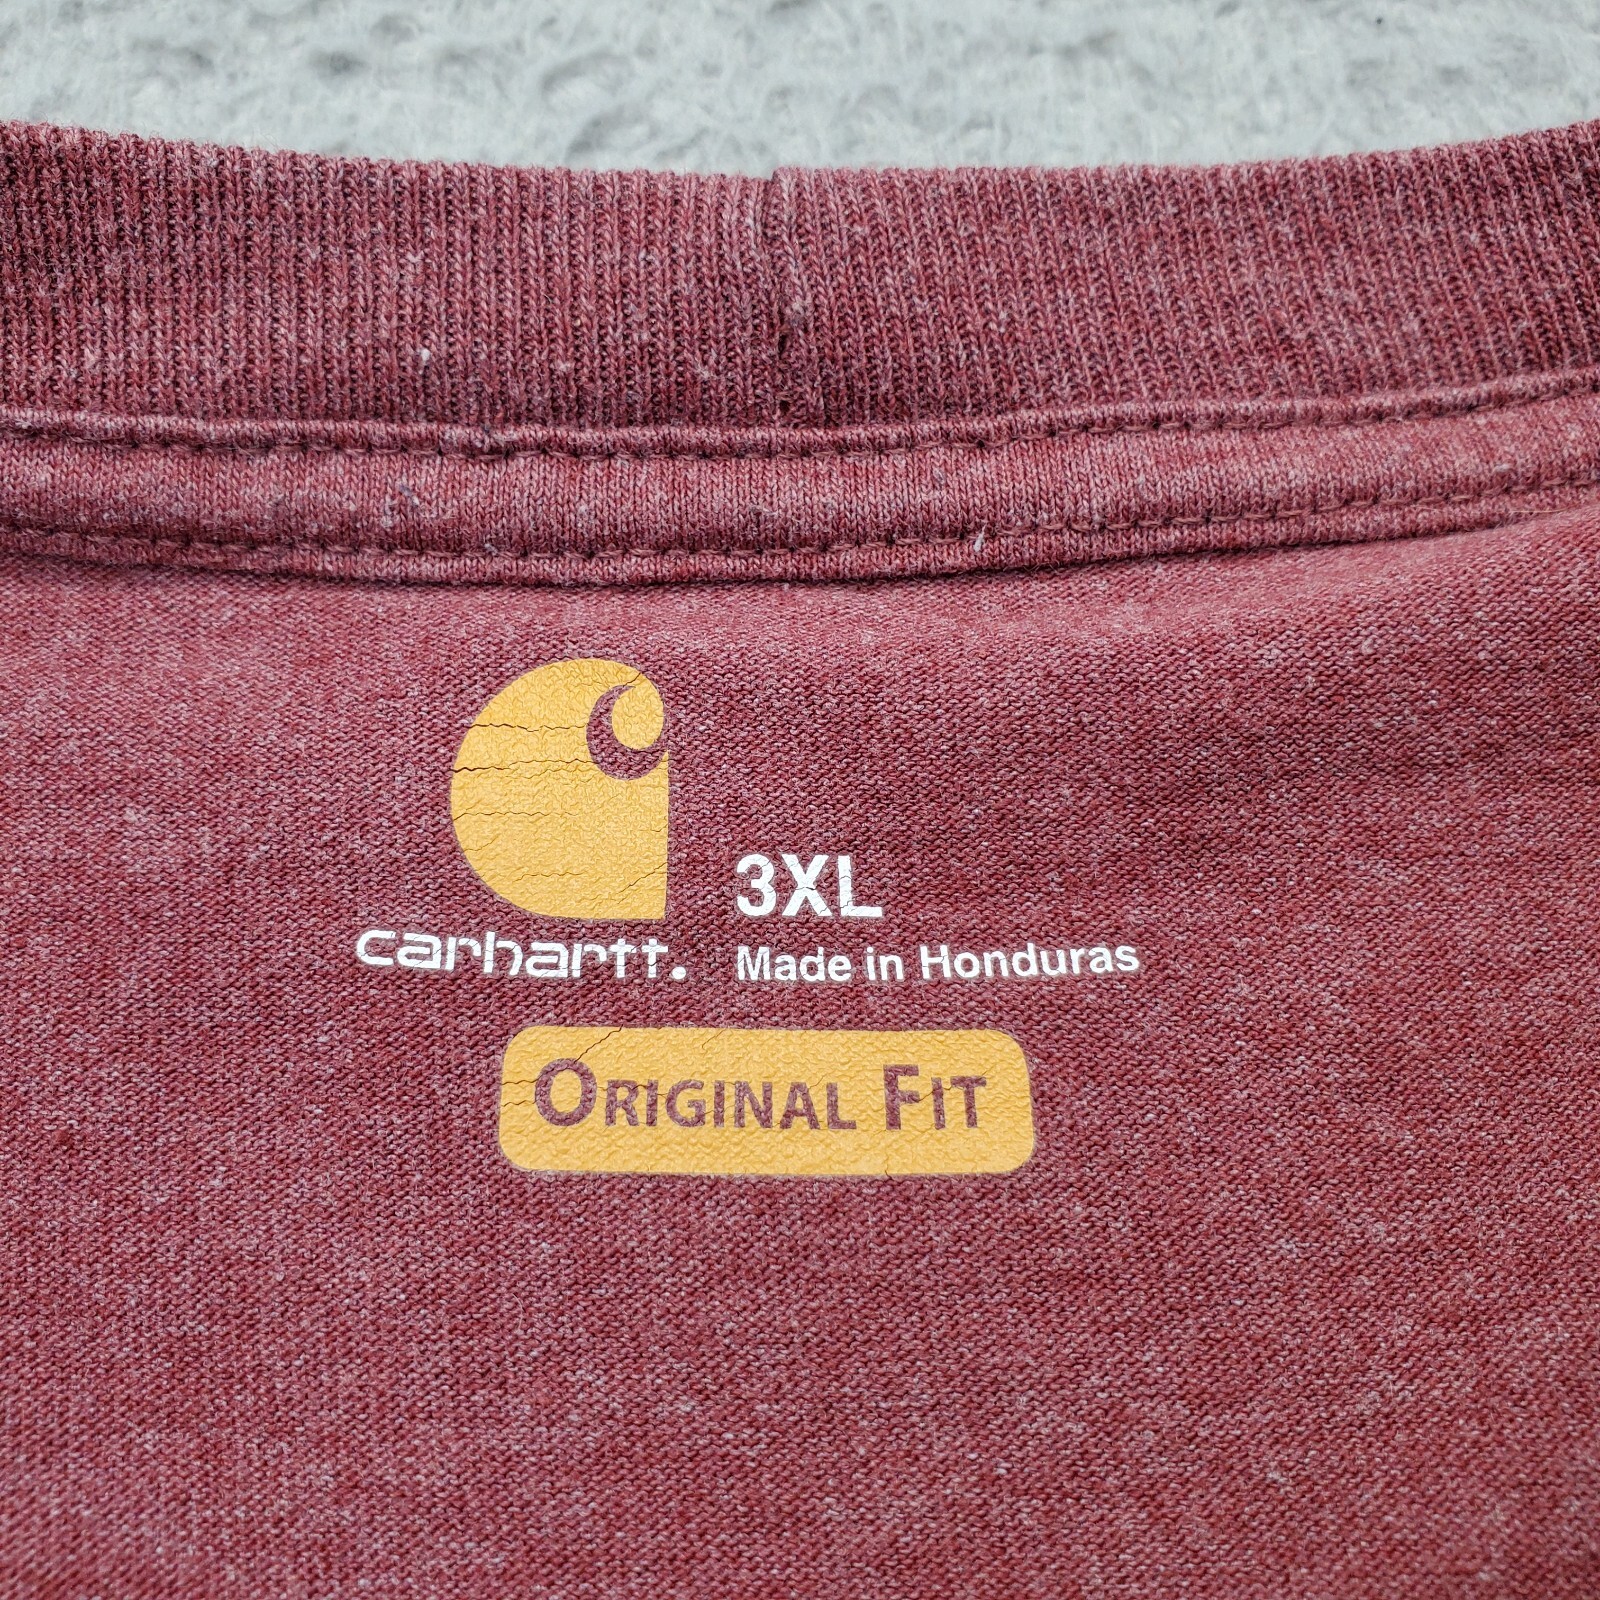 3XL
carhartt.
Made in Honduras
ORIGINAL FIT